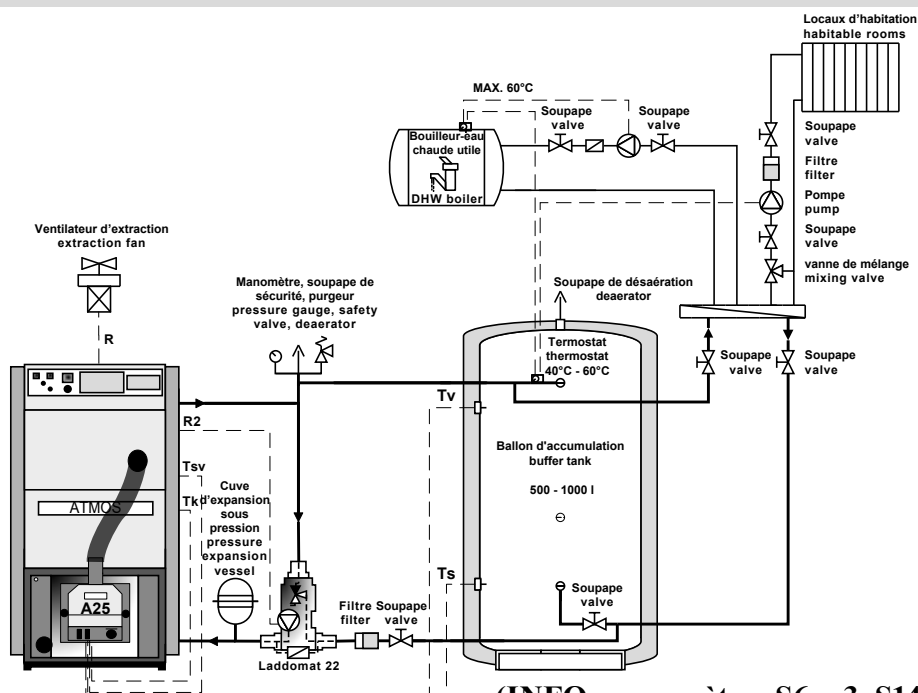 Locaux d'habitation
habitable rooms
MAX. 60°C
Soupape
valve
Soupape
valve
Bouilleur-eau
chaude utile
DHW boiler
Soupape
valve
Filtre
filter
Pompe
pump
Soupape
valve
vanne de mélange
mixing valve
Ventilateur d'extraction
extraction fan
R
Manomètre, soupape de
sécurité, purgeur
pressure gauge, safety
valve, deaerator
Soupape de désaération
deaerator
Termostat
thermostat
40°C - 60°C
Soupape
valve
Soupape
valve
Tv
R2
Tsv
Tk
Ballon d'accumulation
buffer tank
500 - 1000 l
Cuve
d'expansion
sous
pression
pressure
expansion
vessel
ATMOS
A25
Ts
Soupape
valve
Filtre
filter
Soupape
valve
Laddomat 22